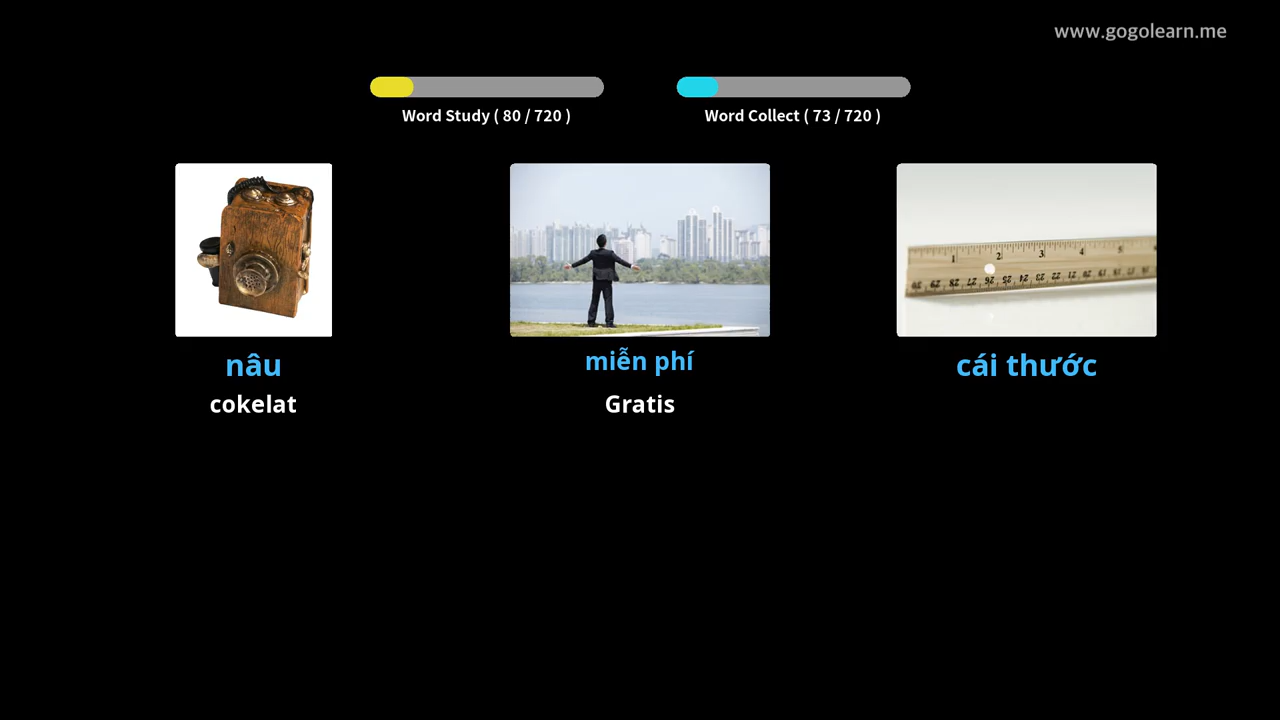 www.gogolearn.me
Word Study ( 80 / 720 )
Word Collect ( 73 / 720 )
nâu
cokelat
miễn phí
Gratis
cái thước